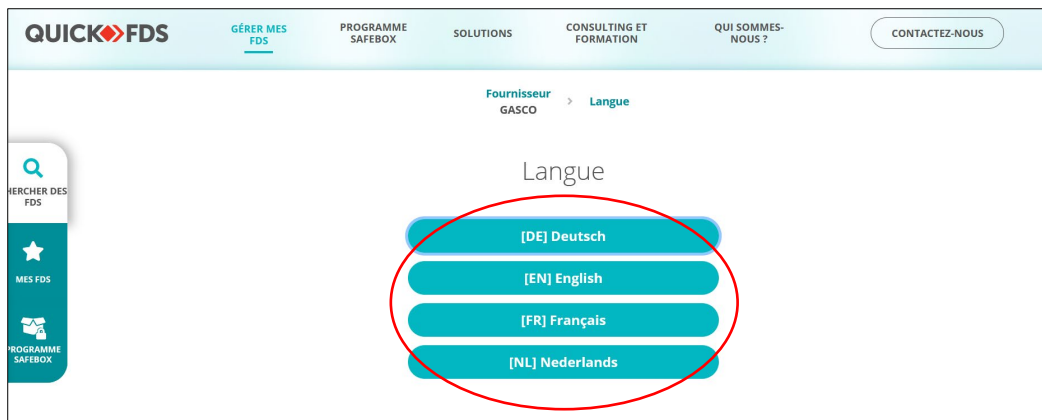 QUICK FDS
GÉRER MES
FDS
PROGRAMME
SAFEBOX
SOLUTIONS
CONSULTING ET
FORMATION
QUI SOMMES-
NOUS ?
CONTACTEZ-NOUS
Fournisseur
GASCO
> Langue
Langue
HERCHER DES
FDS
MES FDS
PROGRAMME
SAFEBOX
[DE] Deutsch
[EN] English
[FR] Français
[NL] Nederlands